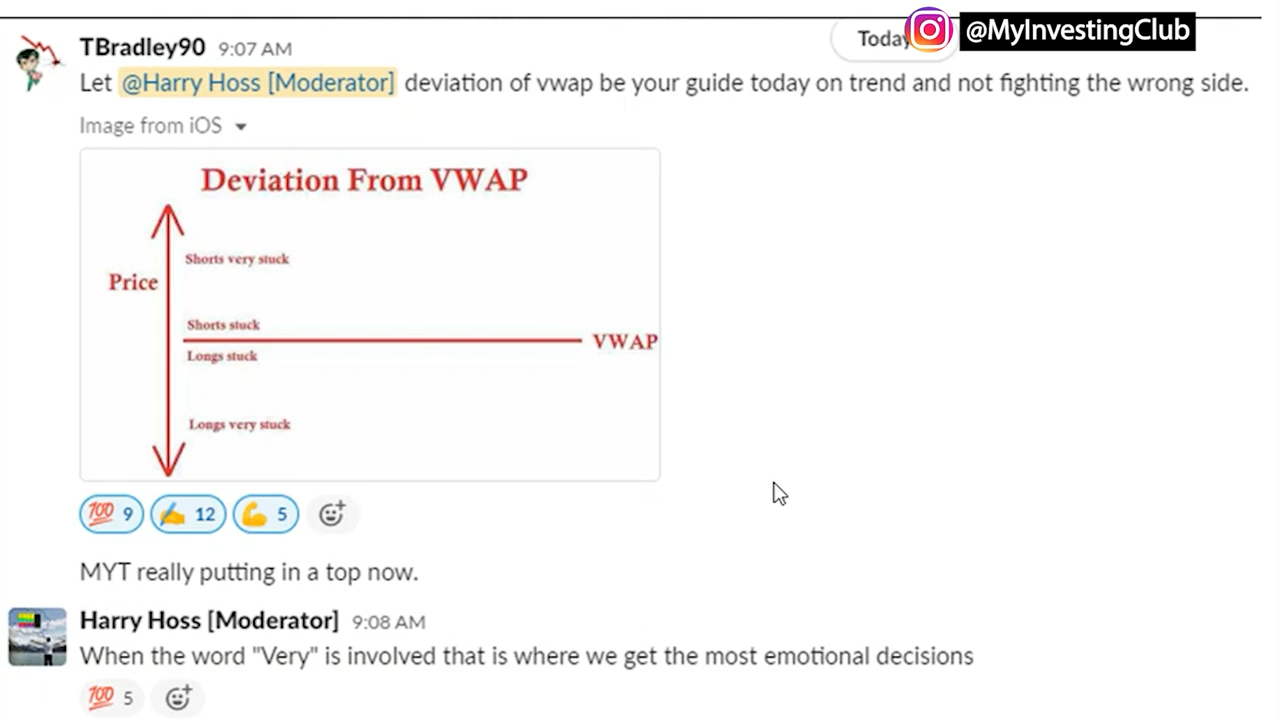 @MyInvestingClub
TBradley90 9:07 AM
Today
Let @Harry Hoss [Moderator] deviation of vwap be your guide today on trend and not fighting the wrong side.
Image from iOS
Deviation From VWAP
Shorts very stuck
Price
Shorts stuck
VWAP
Longs stuck
Longs very stuck
100 9
12
5
MYT really putting in a top now.
Harry Hoss [Moderator] 9:08 AM
When the word "Very" is involved that is where we get the most emotional decisions
100 5